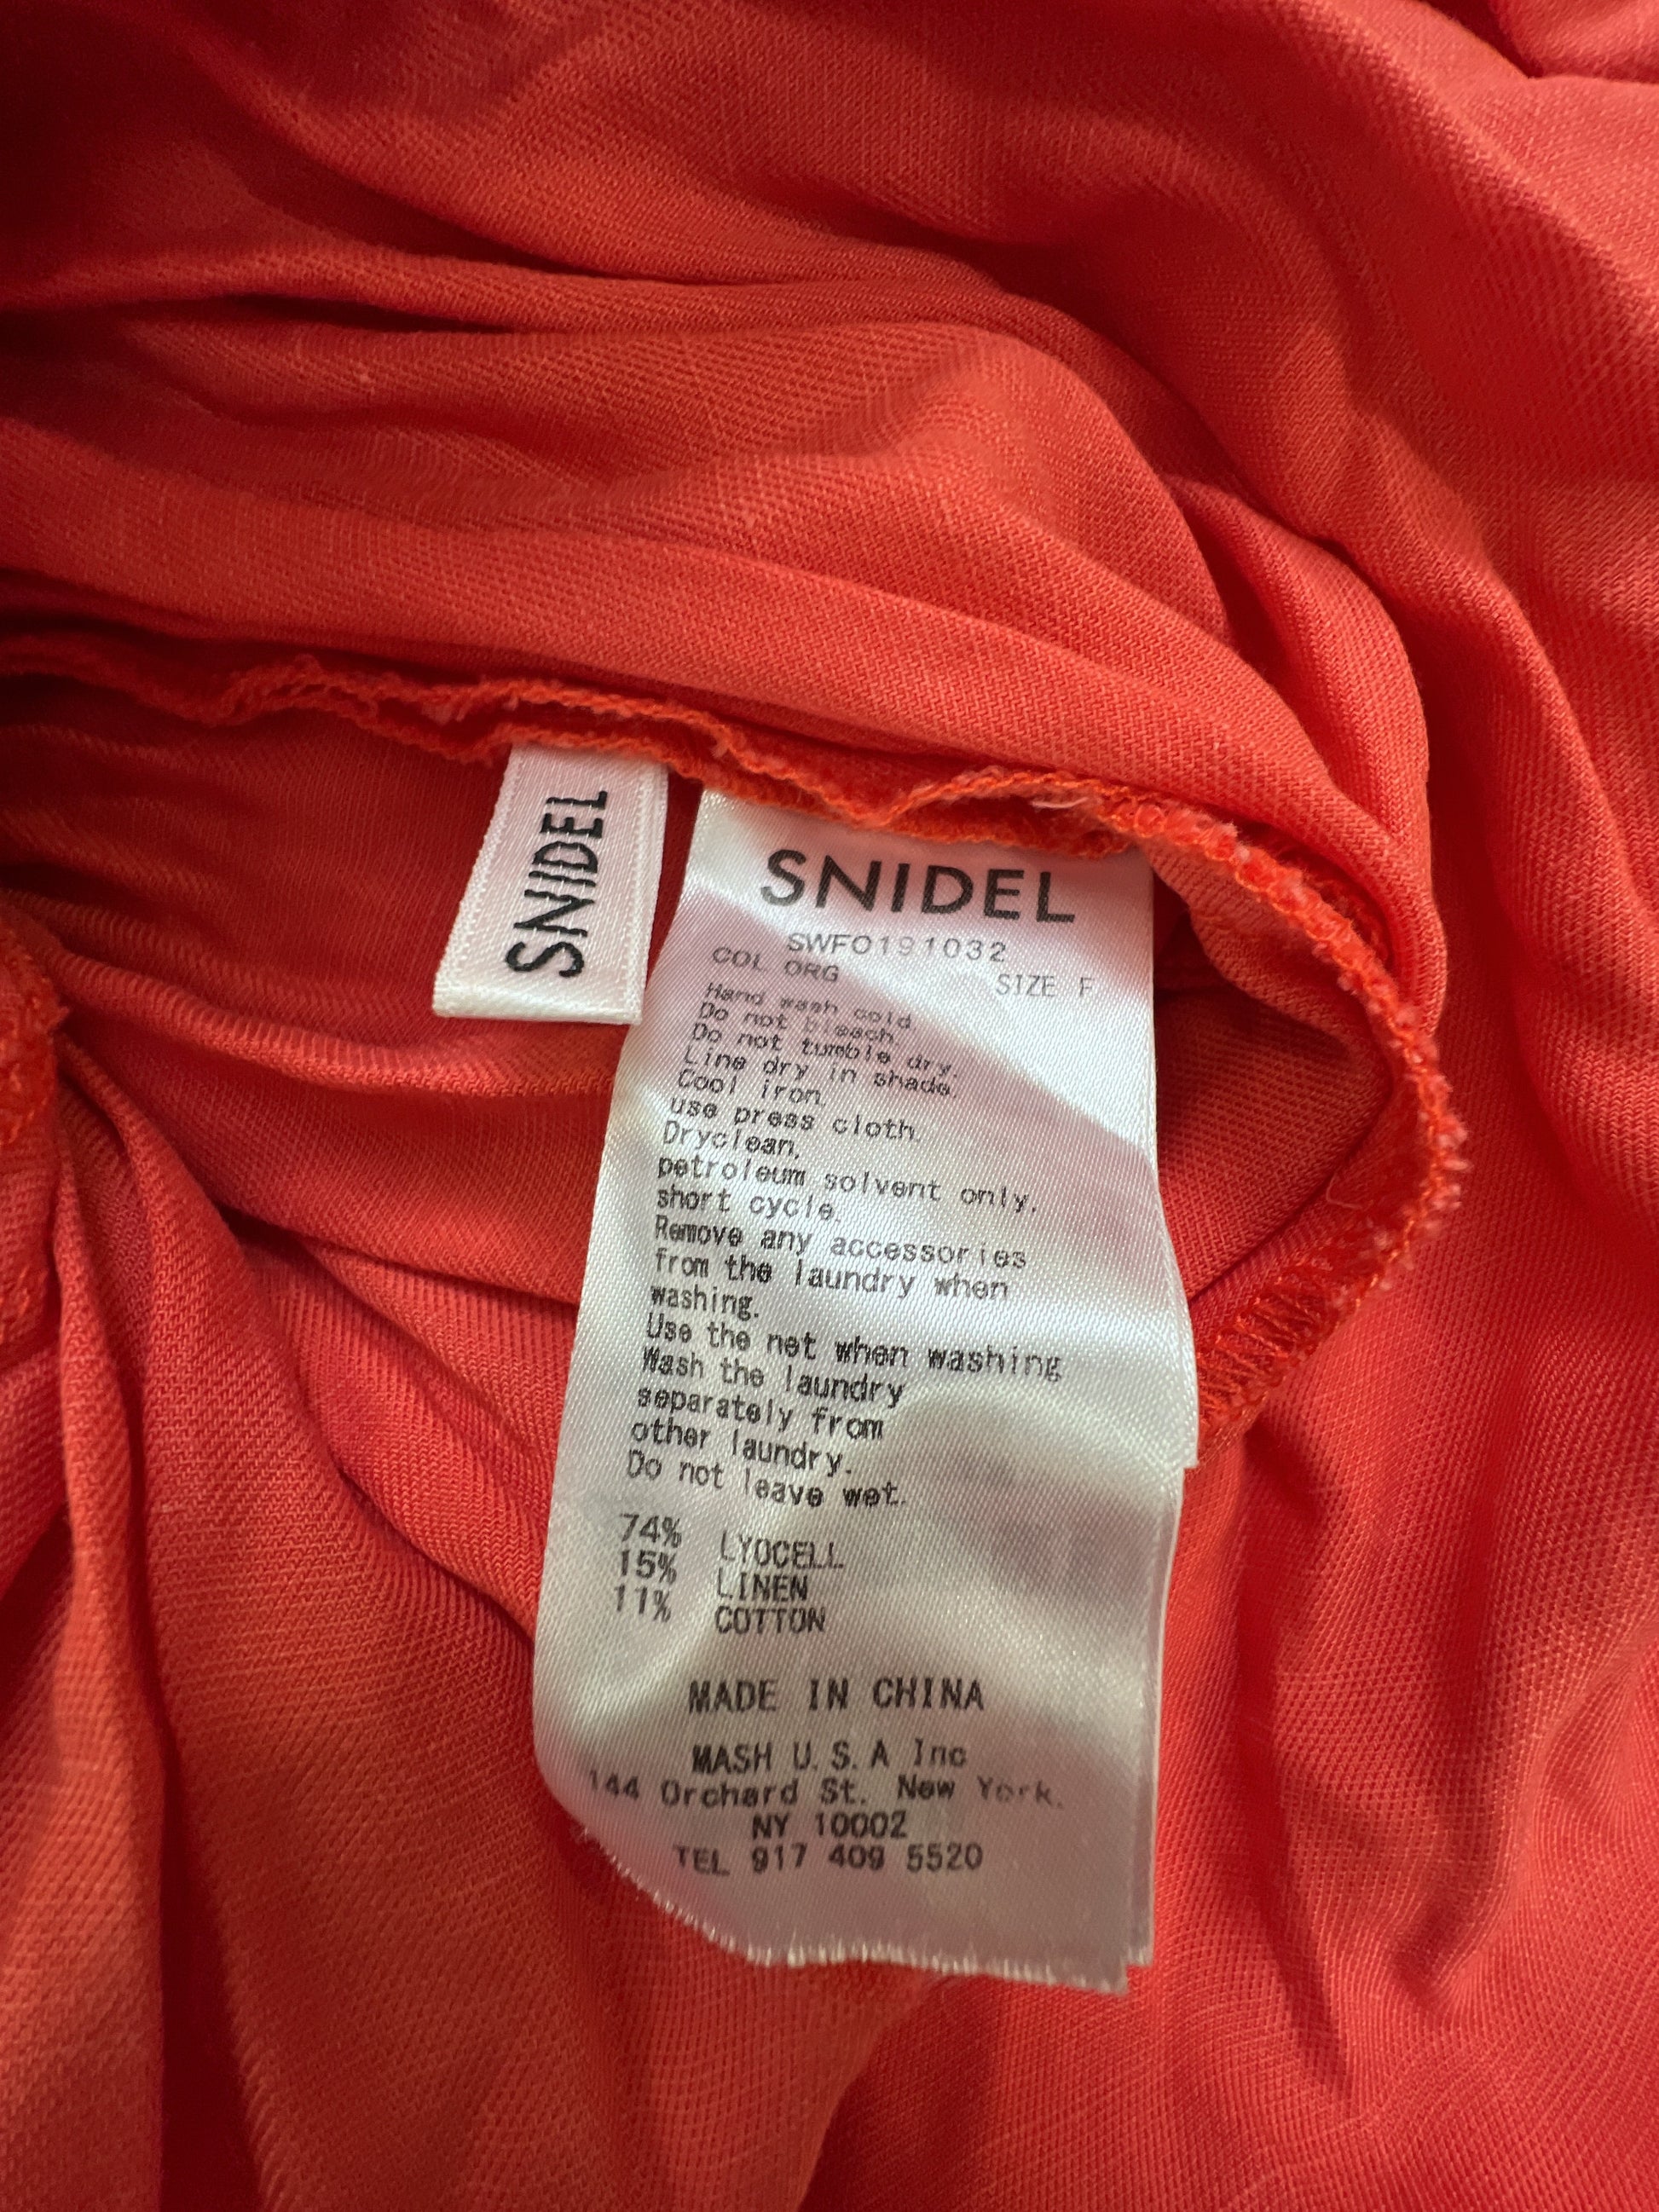 SNIDEL
SNIDEL
SWFO191032
COL ORG SIZE F
Hand wash cold.
Do not bleach.
Do not tumble dry.
Line dry in shade.
Cool iron.
use press cloth.
Dryclean,
petroleum solvent only.
short cycle.
Remove any accessories
from the laundry when
washing.
Use the net when washing
Wash the laundry
separately from
other laundry.
Do not leave wet.
74% LYOCELL
15% LINEN
11% COTTON
MADE IN CHINA
MASH U.S.A Inc
144 Orchard St. New York.
NY 10002
TEL 917 409 5520